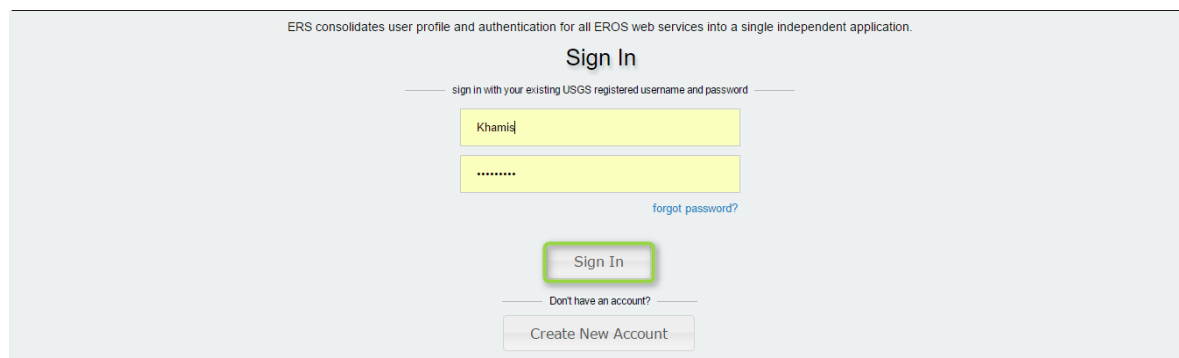 ERS consolidates user profile and authentication for all EROS web services into a single independent application.
Sign In
sign in with your existing USGS registered username and password
Khamis
•••••••••
forgot password?
Sign In
Don't have an account?
Create New Account